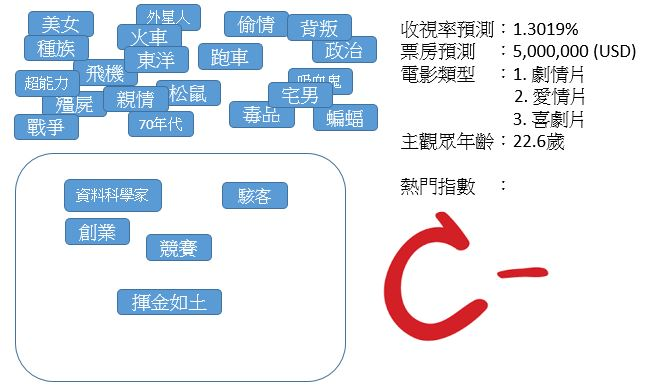 美女
外星人
偷情
背叛
種族
火車
政治
東洋
跑車
飛機
超能力
吸血鬼
松鼠
宅男
殭屍
親情
毒品
蝙蝠
戰爭
70年代
資料科學家
駭客
創業
競賽
揮金如土
收視率預測：1.3019%
票房預測　：5,000,000 (USD)
電影類型　：1. 劇情片
2. 愛情片
3. 喜劇片
主觀眾年齡：22.6歲
熱門指數　：
C-